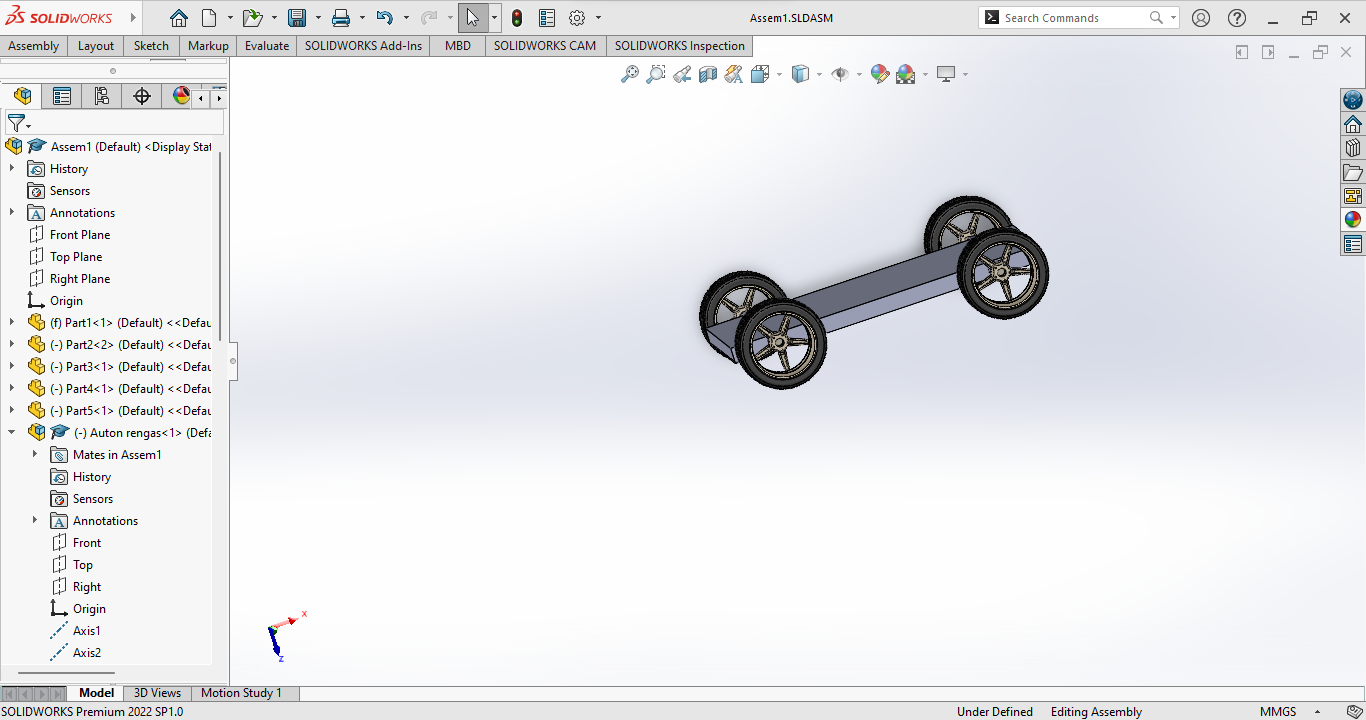 SOLIDWORKS
Assem1.SLDASM
Search Commands
Assembly
Layout
Sketch
Markup
Evaluate
SOLIDWORKS Add-Ins
MBD
SOLIDWORKS CAM
SOLIDWORKS Inspection
Assem1 (Default) <Display Stat
History
Sensors
A Annotations
Front Plane
Top Plane
Right Plane
Origin
(f) Part1<1> (Default) <<Defau
(-) Part2<2> (Default) <<Defau
(-) Part3<1> (Default) <<Defau
(-) Part4<1> (Default) <<Defau
(-) Part5<1> (Default) <<Defau
(-) Auton rengas<1> (Defa
Mates in Assem1
History
Sensors
A Annotations
Front
Top
Right
Origin
Axis1
Axis2
x
z
Model
3D Views
Motion Study 1
SOLIDWORKS Premium 2022 SP1.0
Under Defined
Editing Assembly
MMGS